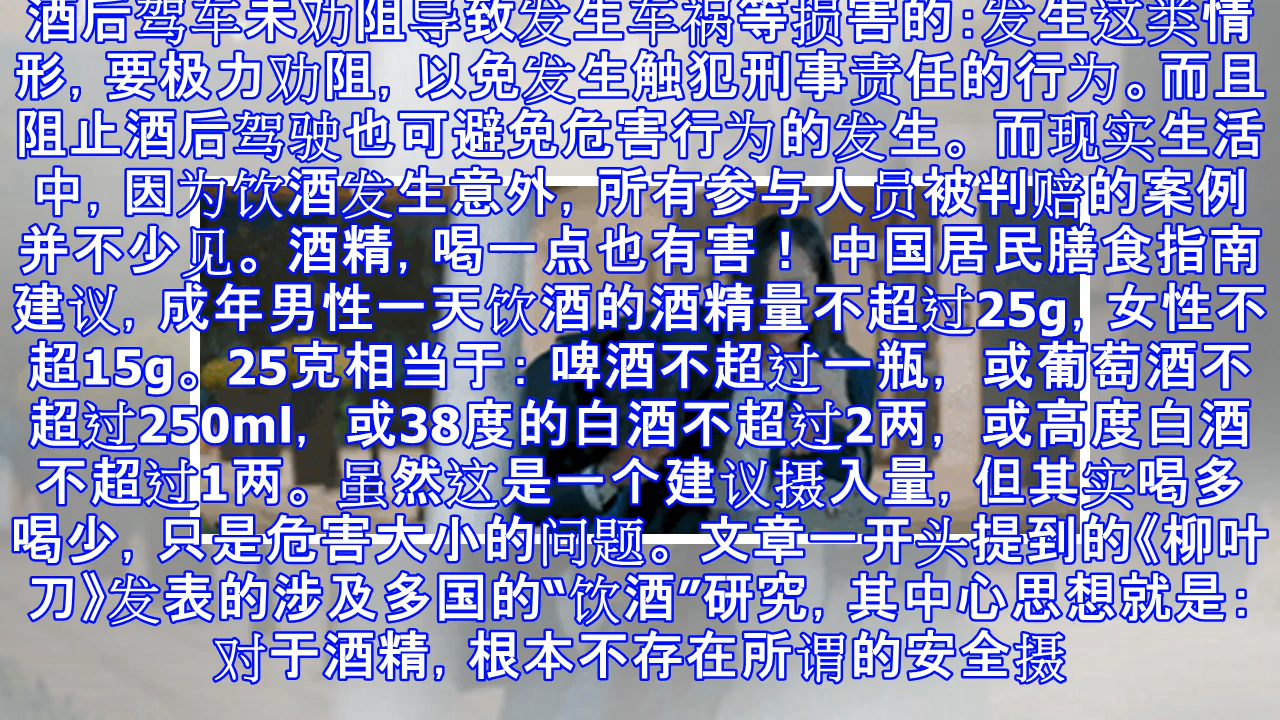 酒后驾车未劝阻导致发生车祸等损害的:发生这类情
形, 要极力劝阻, 以免发生触犯刑事责任的行为。而且
阻止酒后驾驶也可避免危害行为的发生。而现实生活
中, 因为饮酒发生意外, 所有参与人员被判赔的案例
并不少见。酒精, 喝一点也有害！中国居民膳食指南
建议, 成年男性一天饮酒的酒精量不超过25g, 女性不
超15g。25克相当于: 啤酒不超过一瓶, 或葡萄酒不
超过250ml, 或38度的白酒不超过2两, 或高度白酒
不超过1两。虽然这是一个建议摄入量, 但其实喝多
喝少, 只是危害大小的问题。文章一开头提到的《柳叶
刀》发表的涉及多国的“饮酒”研究, 其中心思想就是:
对于酒精, 根本不存在所谓的安全摄